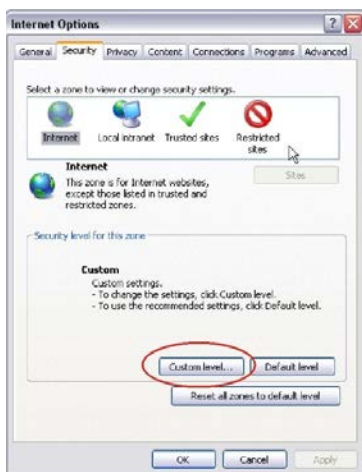 Internet Options
General Security Privacy Content Connections Programs Advanced
Select a zone to view or change security settings.
Internet Local intranet Trusted sites Restricted sites
Internet
Sites
This zone is for Internet websites,
except those listed in trusted and
restricted zones.
Security level for this zone
Custom
Custom settings.
- To change the settings, click Custom level.
- To use the recommended settings, click Default level.
Custom level... Default level
Reset all zones to default level
OK Cancel Apply